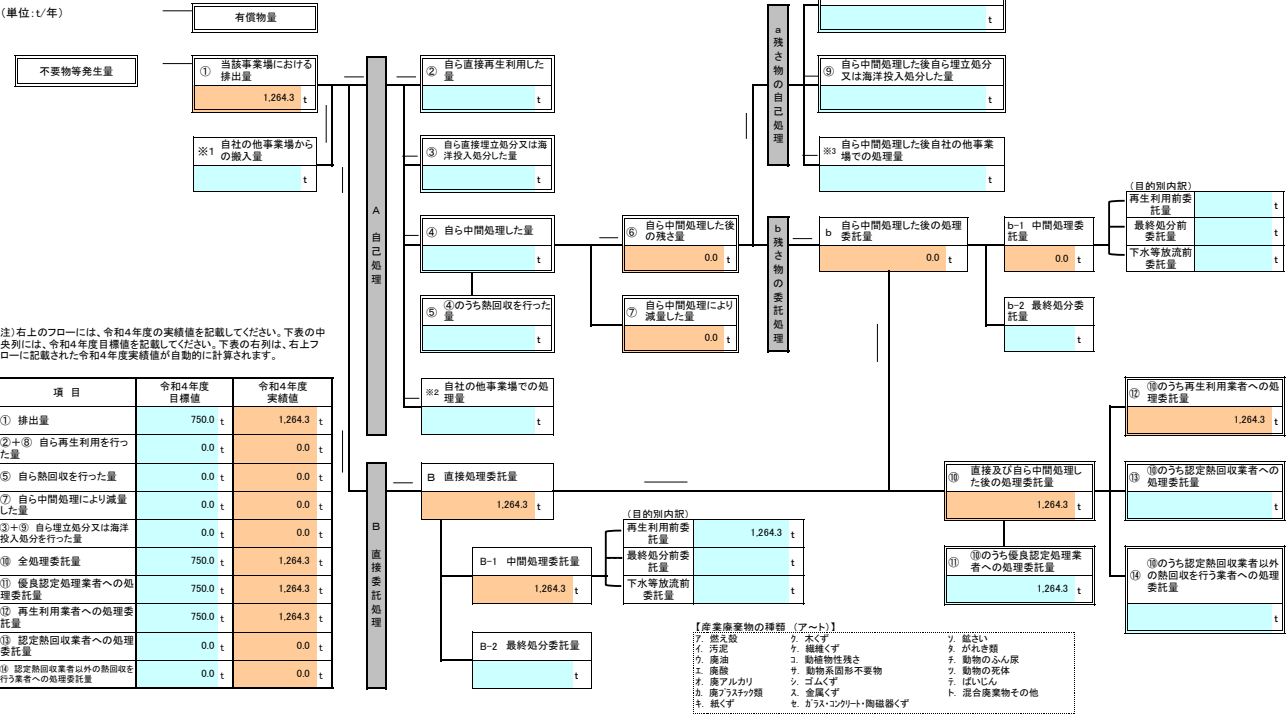 （単位:t/年）
有償物量
不要物等発生量
① 当該事業場における
排出量
1,264.3 t
※1 自社の他事業場から
の搬入量
t
A
自
己
処
理
② 自ら直接再生利用した
量
t
③ 自ら直接埋立処分又は海
洋投入処分した量
t
④ 自ら中間処理した量
t
⑤ ④のうち熱回収を行った
量
t
※2 自社の他事業場での処
理量
t
⑥ 自ら中間処理した後
の残さ量
0.0 t
⑦ 自ら中間処理により
減量した量
0.0 t
a
残
さ
物
の
自
己
処
理
t
⑨ 自ら中間処理した後自ら埋立処分
又は海洋投入処分した量
t
※3 自ら中間処理した後自社の他事業
場での処理量
t
b
残
さ
物
の
委
託
処
理
b 自ら中間処理した後の処理
委託量
0.0 t
b-1 中間処理委
託量
0.0 t
b-2 最終処分委
託量
t
（目的別内訳）
再生利用前委
託量
t
最終処分前
委託量
t
下水等放流前
委託量
t
注）右上のフローには、令和４年度の実績値を記載してください。下表の中
央列には、令和４年度目標値を記載してください。下表の右列は、右上フ
ローに記載された令和４年度実績値が自動的に計算されます。
項 目
令和４年度
目標値
令和４年度
実績値
① 排出量 750.0 t 1,264.3 t
②＋⑧ 自ら再生利用を行っ
た量 0.0 t 0.0 t
⑤ 自ら熱回収を行った量 0.0 t 0.0 t
⑦ 自ら中間処理により減量
した量 0.0 t 0.0 t
③＋⑨ 自ら埋立処分又は海洋
投入処分を行った量 0.0 t 0.0 t
⑩ 全処理委託量 750.0 t 1,264.3 t
⑪ 優良認定処理業者への処
理委託量 750.0 t 1,264.3 t
⑫ 再生利用業者への処理委
託量 750.0 t 1,264.3 t
⑬ 認定熱回収業者への処理
委託量 0.0 t 0.0 t
⑭ 認定熱回収業者以外の熱回収を
行う業者への処理委託量 0.0 t 0.0 t
B
直
接
委
託
処
理
B 直接処理委託量
1,264.3 t
B-1 中間処理委託量
1,264.3 t
B-2 最終処分委託量
t
（目的別内訳）
再生利用前委
託量
1,264.3 t
最終処分前委
託量
t
下水等放流前
委託量
t
⑩ 直接及び自ら中間処理し
た後の処理委託量
1,264.3 t
⑪ ⑩のうち優良認定処理業
者への処理委託量
1,264.3 t
⑫ ⑩のうち再生利用業者への処
理委託量
1,264.3 t
⑬ ⑩のうち認定熱回収業者への
処理委託量
t
⑭ ⑩のうち認定熱回収業者以外
の熱回収を行う業者への処理
委託量
t
【産業廃棄物の種類 （ア～ト）】
ア. 燃え殻 ク. 木くず ソ. 鉱さい
イ. 汚泥 ケ. 繊維くず タ. がれき類
ウ. 廃油 コ. 動植物性残さ チ. 動物のふん尿
エ. 廃酸 サ. 動物系固形不要物 ツ. 動物の死体
オ. 廃アルカリ シ. ゴムくず テ. ばいじん
カ. 廃プラスチック類 ス. 金属くず ト. 混合廃棄物その他
キ. 紙くず セ. ガラス・コンクリート・陶磁器くず